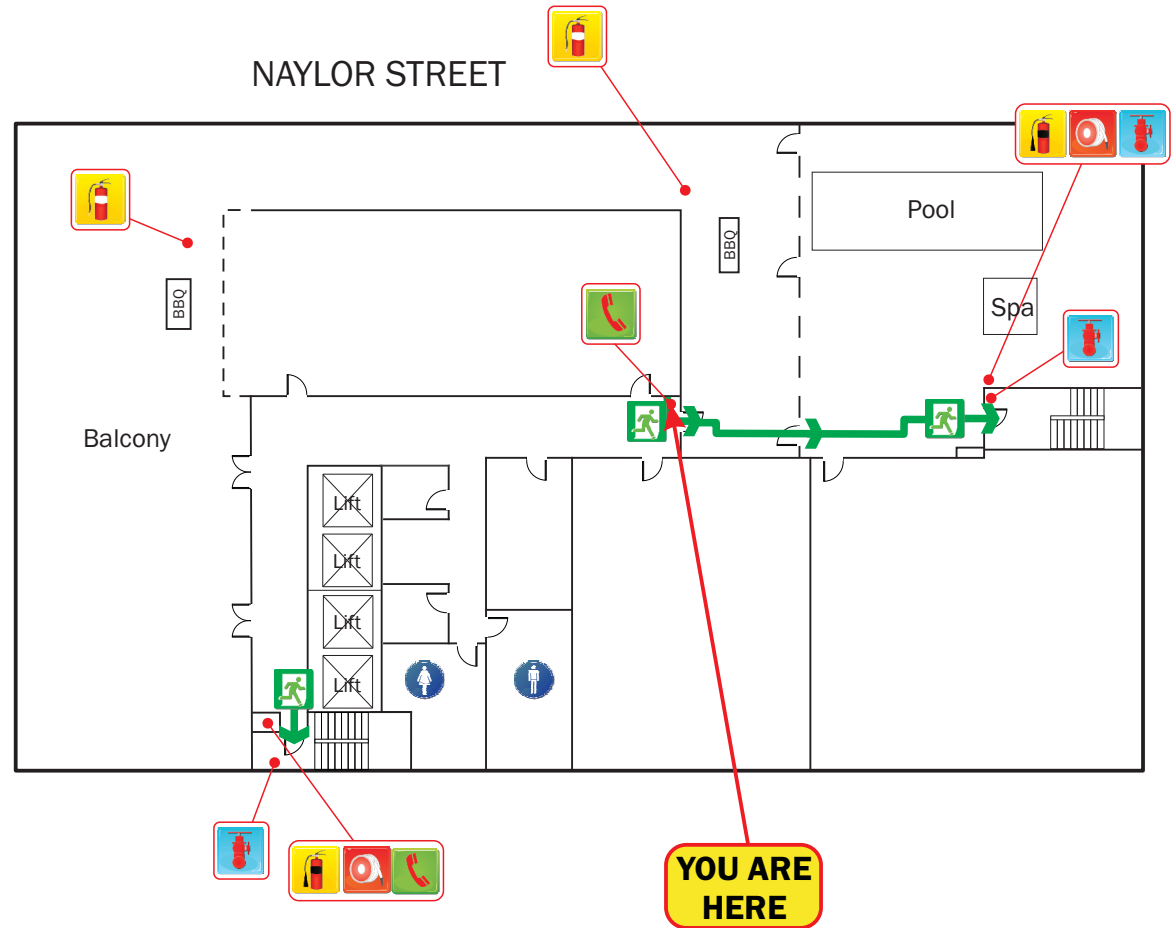 NAYLOR STREET
Pool
BBQ
BBQ
Spa
Balcony
Lift
Lift
Lift
Lift
YOU ARE
HERE